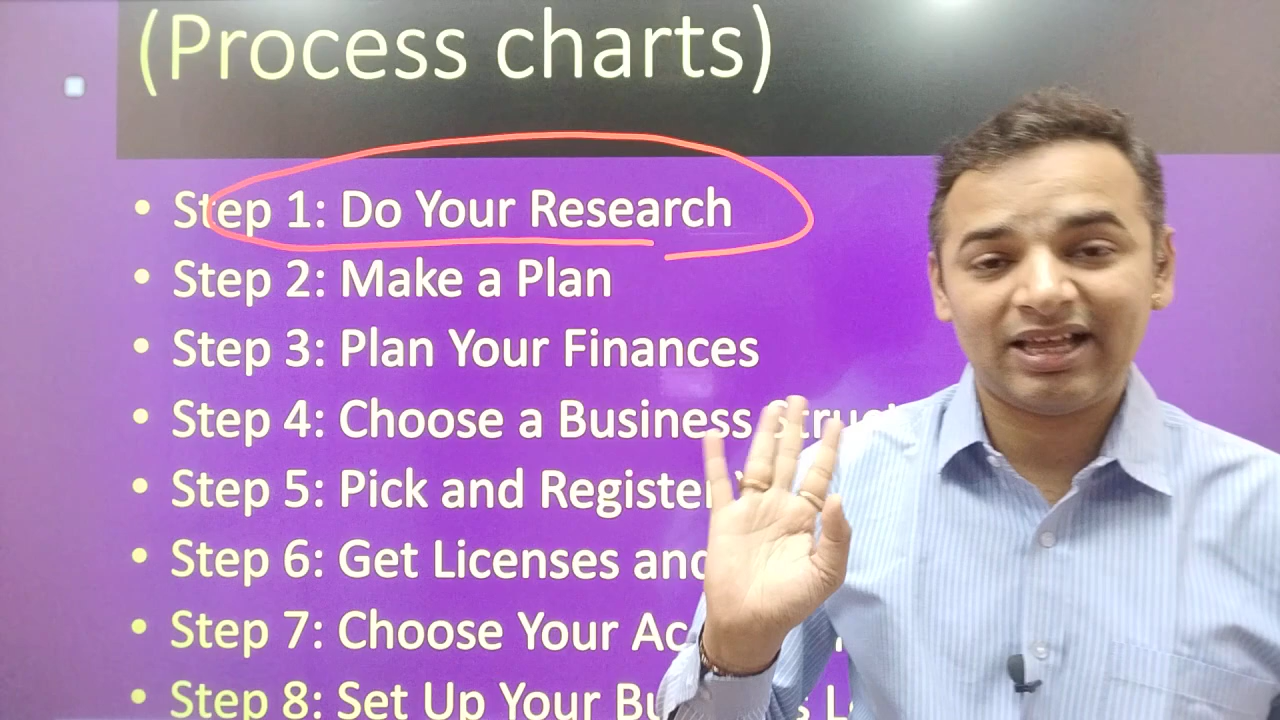 (Process charts)
• Step 1: Do Your Research
• Step 2: Make a Plan
• Step 3: Plan Your Finances
• Step 4: Choose a Business
• Step 5: Pick and Register
• Step 6: Get Licenses and
• Step 7: Choose Your
• Step 8: Set Up Your